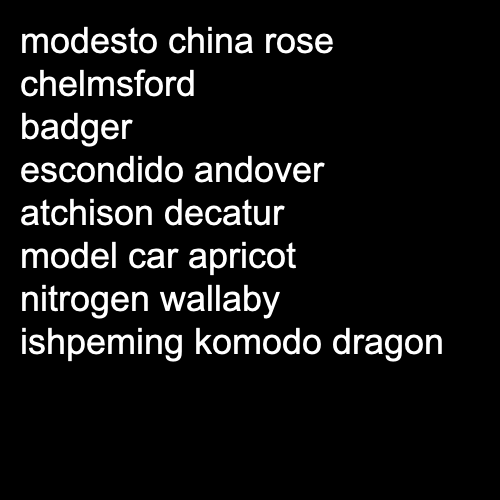 modesto china rose
chelmsford
badger
escondido andover
atchison decatur
model car apricot
nitrogen wallaby
ishpeming komodo dragon